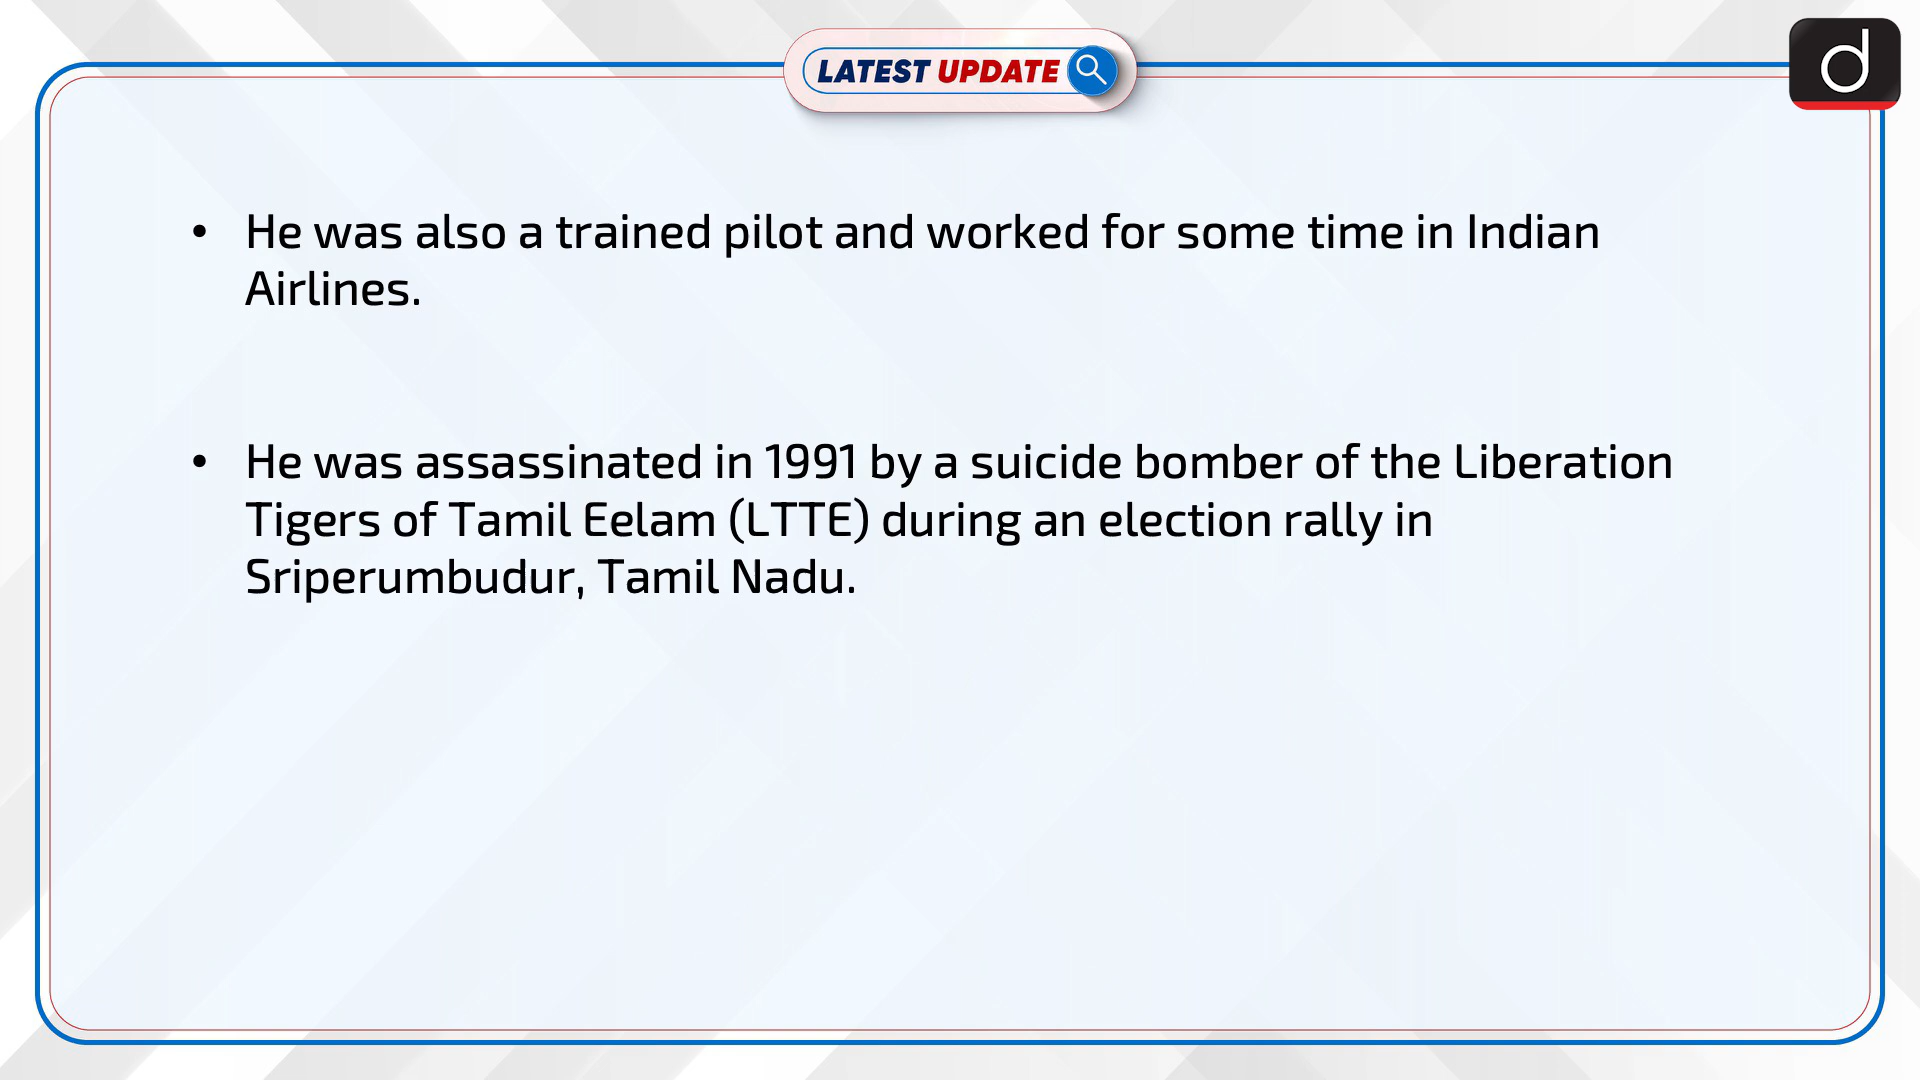 LATEST UPDATE
d
• He was also a trained pilot and worked for some time in Indian
Airlines.
• He was assassinated in 1991 by a suicide bomber of the Liberation
Tigers of Tamil Eelam (LTTE) during an election rally in
Sriperumbudur, Tamil Nadu.